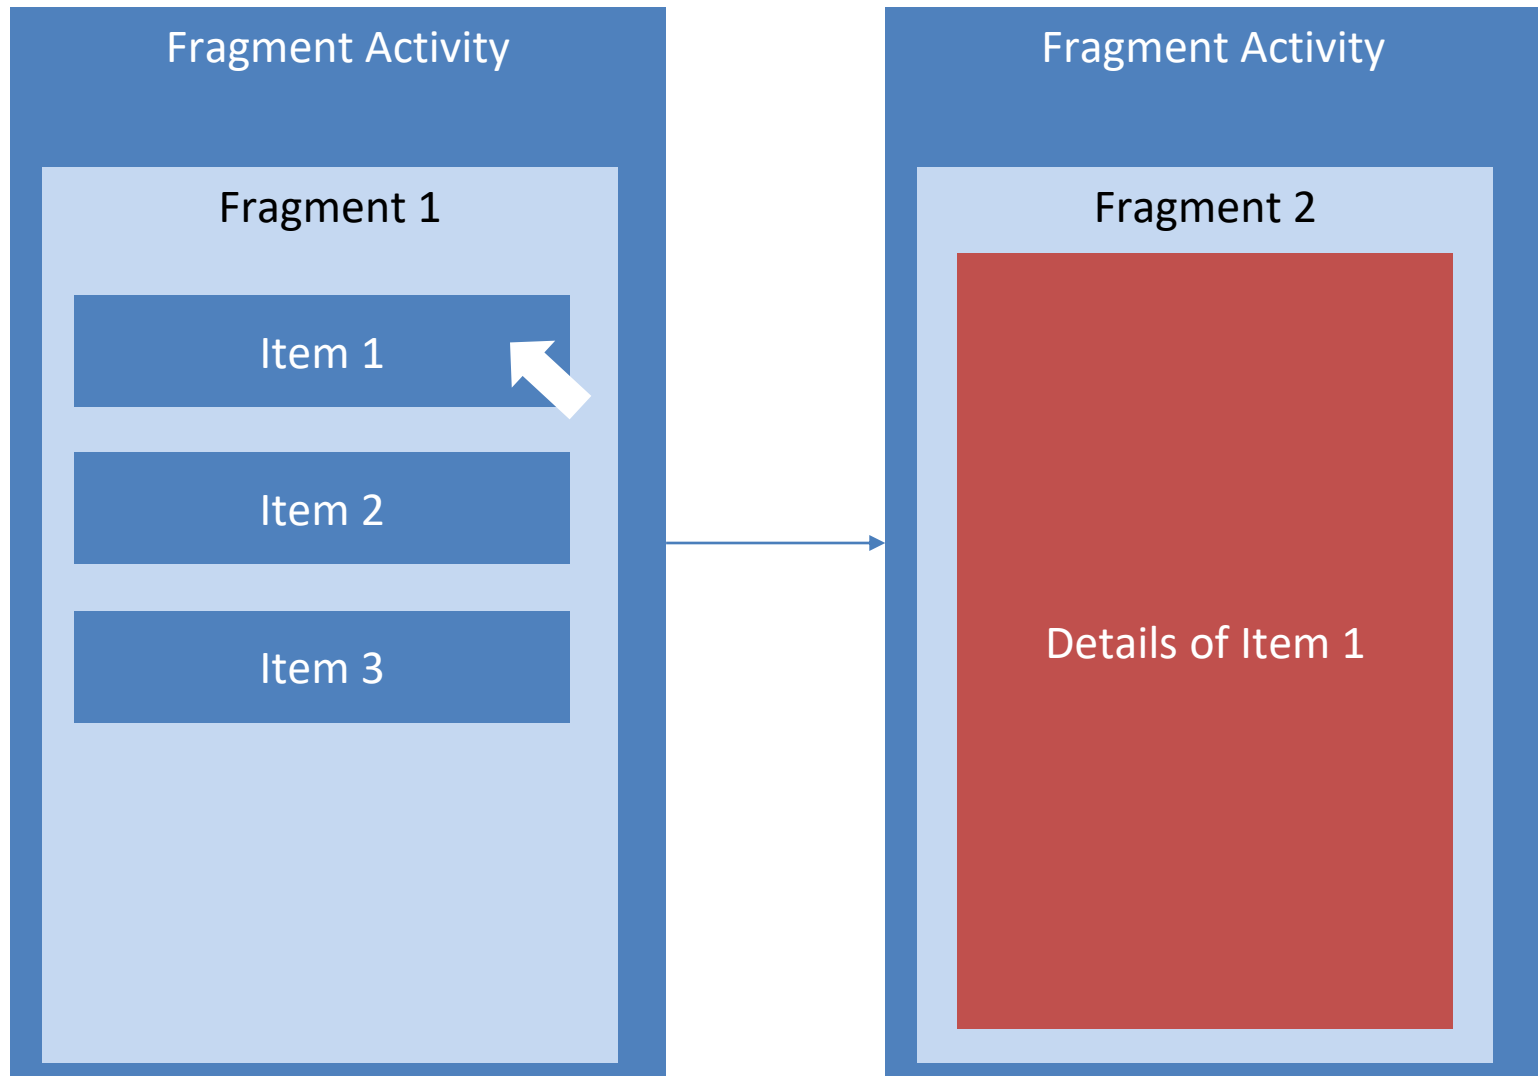 Fragment Activity
Fragment 1
Item 1
Item 2
Item 3
Fragment Activity
Fragment 2
Details of Item 1